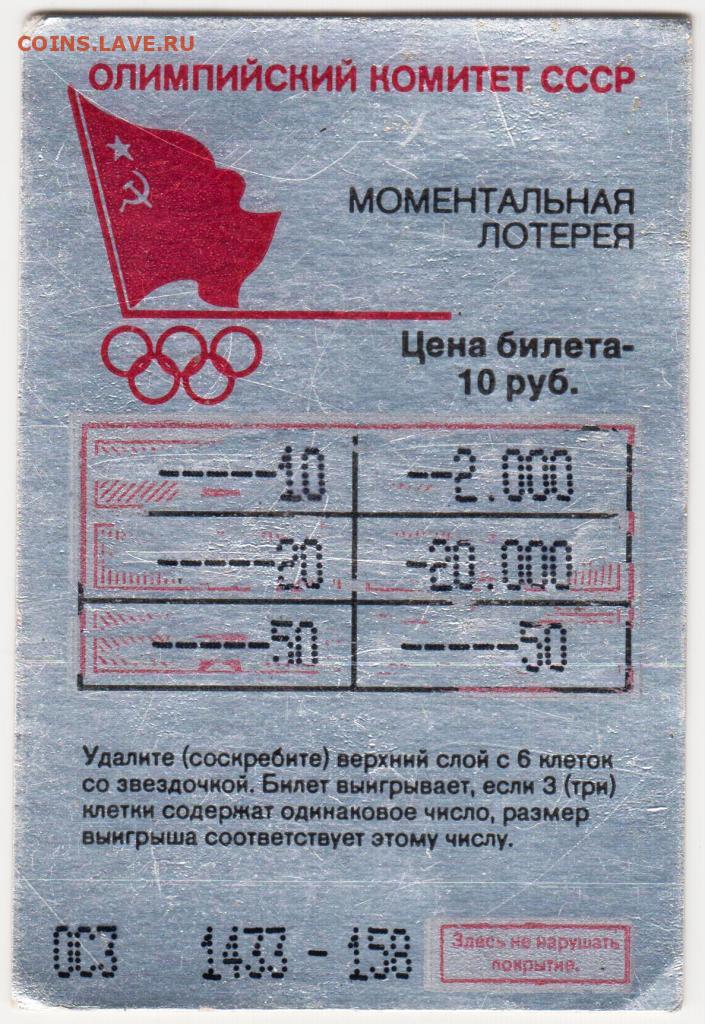 COINS.LAVE.RU
ОЛИМПИЙСКИЙ КОМИТЕТ СССР
МОМЕНТАЛЬНАЯ
ЛОТЕРЕЯ
Цена билета-
10 руб.
------10 --2.000
------30 -20.000
------50 ------50
Удалите (соскребите) верхний слой с 6 клеток
со звездочкой. Билет выигрывает, если 3 (три)
клетки содержат одинаковое число, размер
выигрыша соответствует этому числу.
003 1433 - 158
Здесь не нарушать
покрытие.